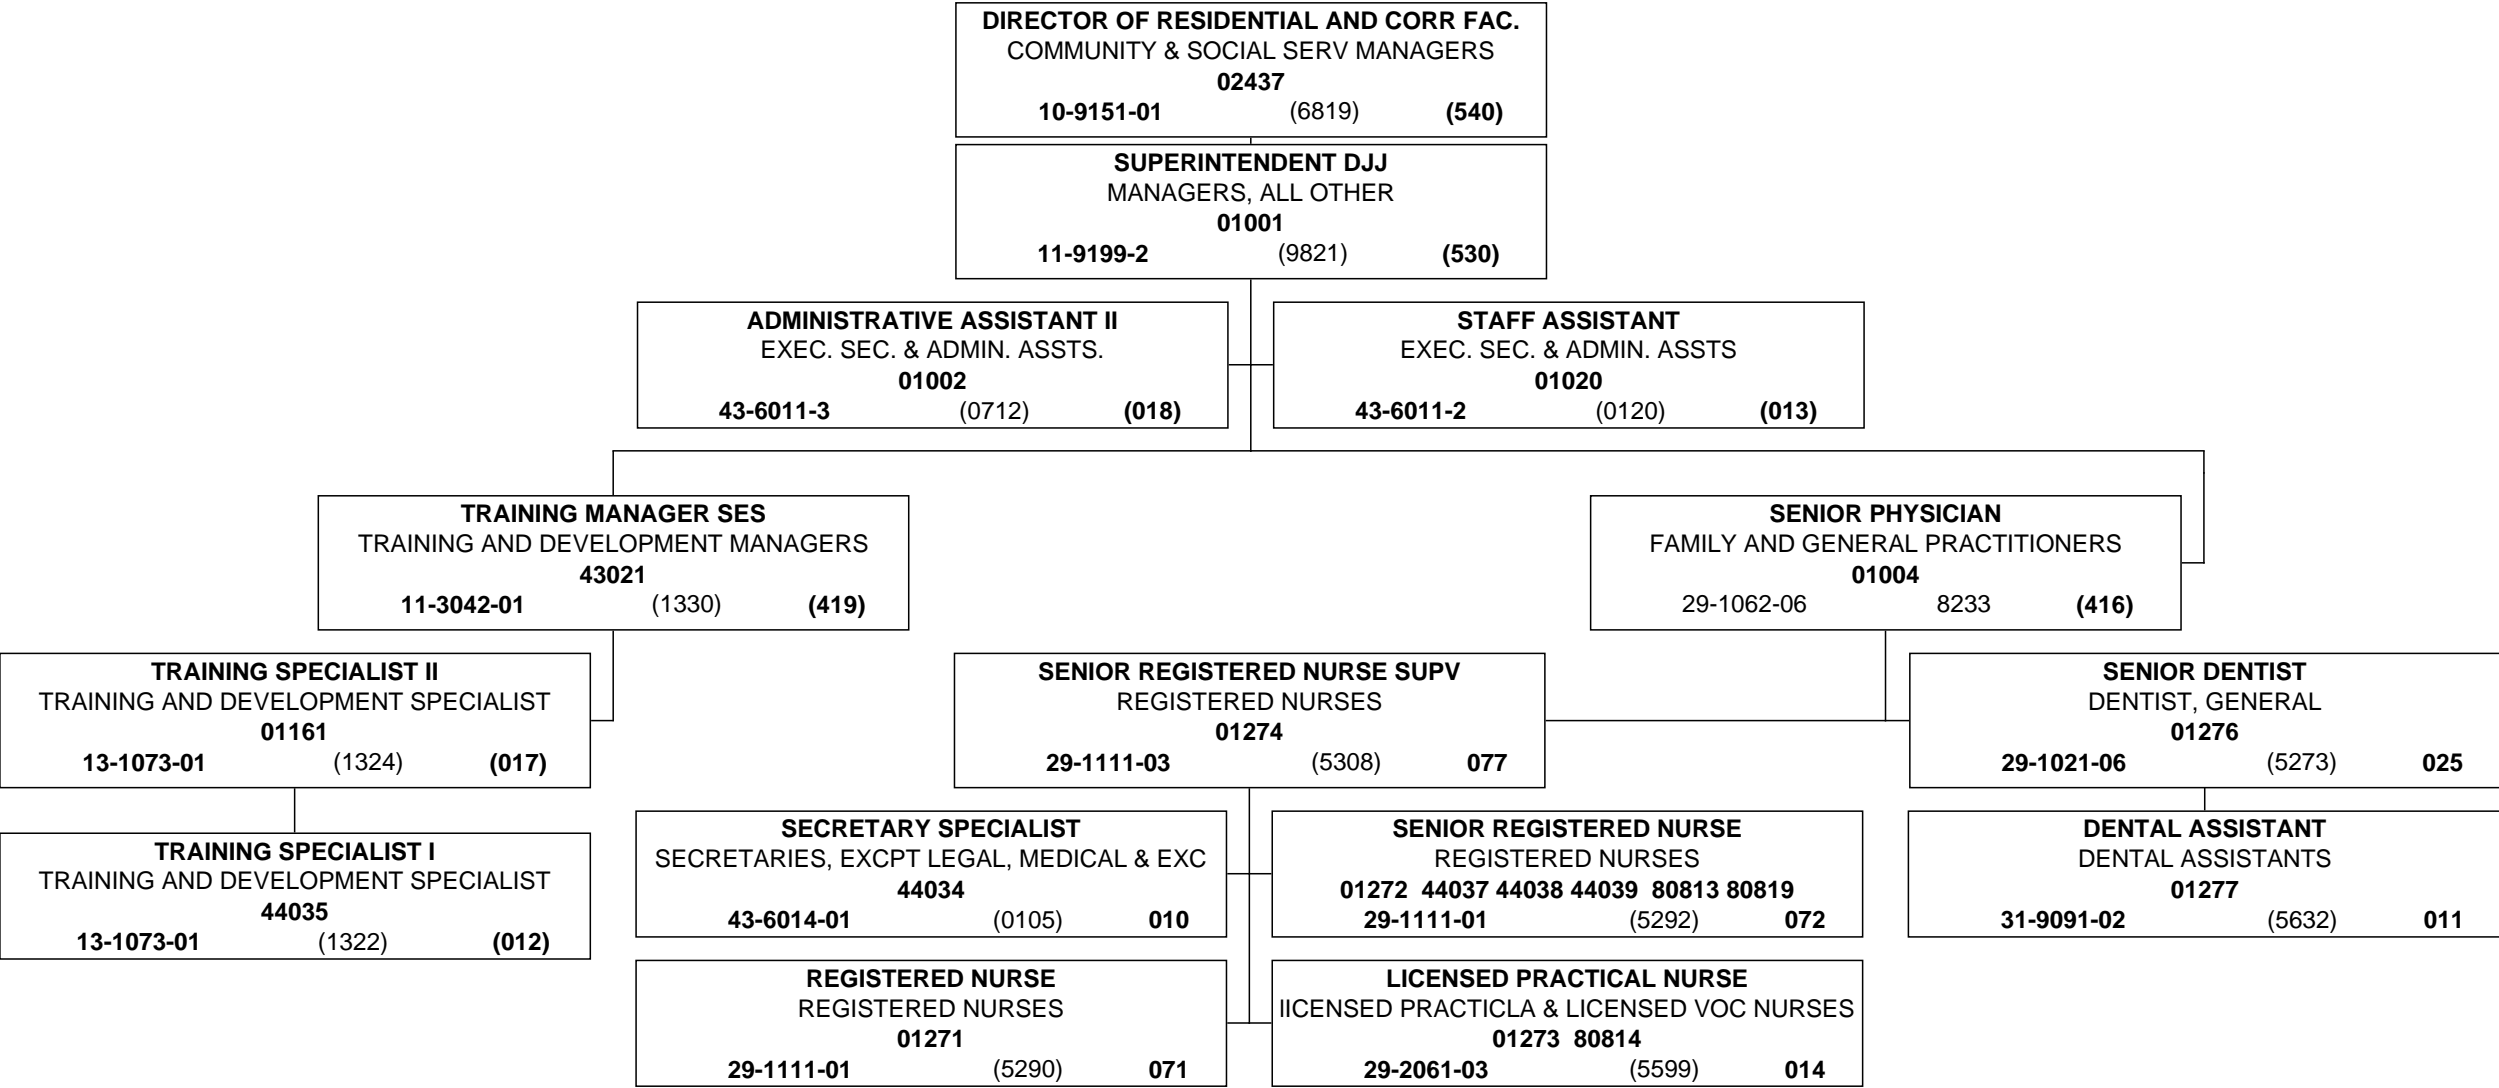 DIRECTOR OF RESIDENTIAL AND CORR FAC.
COMMUNITY & SOCIAL SERV MANAGERS
02437
10-9151-01 (6819) (540)
SUPERINTENDENT DJJ
MANAGERS, ALL OTHER
01001
11-9199-2 (9821) (530)
ADMINISTRATIVE ASSISTANT II
EXEC. SEC. & ADMIN. ASSTS.
01002
43-6011-3 (0712) (018)
STAFF ASSISTANT
EXEC. SEC. & ADMIN. ASSTS
01020
43-6011-2 (0120) (013)
TRAINING MANAGER SES
TRAINING AND DEVELOPMENT MANAGERS
43021
11-3042-01 (1330) (419)
SENIOR PHYSICIAN
FAMILY AND GENERAL PRACTITIONERS
01004
29-1062-06 8233 (416)
TRAINING SPECIALIST II
TRAINING AND DEVELOPMENT SPECIALIST
01161
13-1073-01 (1324) (017)
SENIOR REGISTERED NURSE SUPV
REGISTERED NURSES
01274
29-1111-03 (5308) 077
SENIOR DENTIST
DENTIST, GENERAL
01276
29-1021-06 (5273) 025
TRAINING SPECIALIST I
TRAINING AND DEVELOPMENT SPECIALIST
44035
13-1073-01 (1322) (012)
SECRETARY SPECIALIST
SECRETARIES, EXCPT LEGAL, MEDICAL & EXC
44034
43-6014-01 (0105) 010
SENIOR REGISTERED NURSE
REGISTERED NURSES
01272 44037 44038 44039 80813 80819
29-1111-01 (5292) 072
DENTAL ASSISTANT
DENTAL ASSISTANTS
01277
31-9091-02 (5632) 011
REGISTERED NURSE
REGISTERED NURSES
01271
29-1111-01 (5290) 071
LICENSED PRACTICAL NURSE
lICENSED PRACTICLA & LICENSED VOC NURSES
01273 80814
29-2061-03 (5599) 014